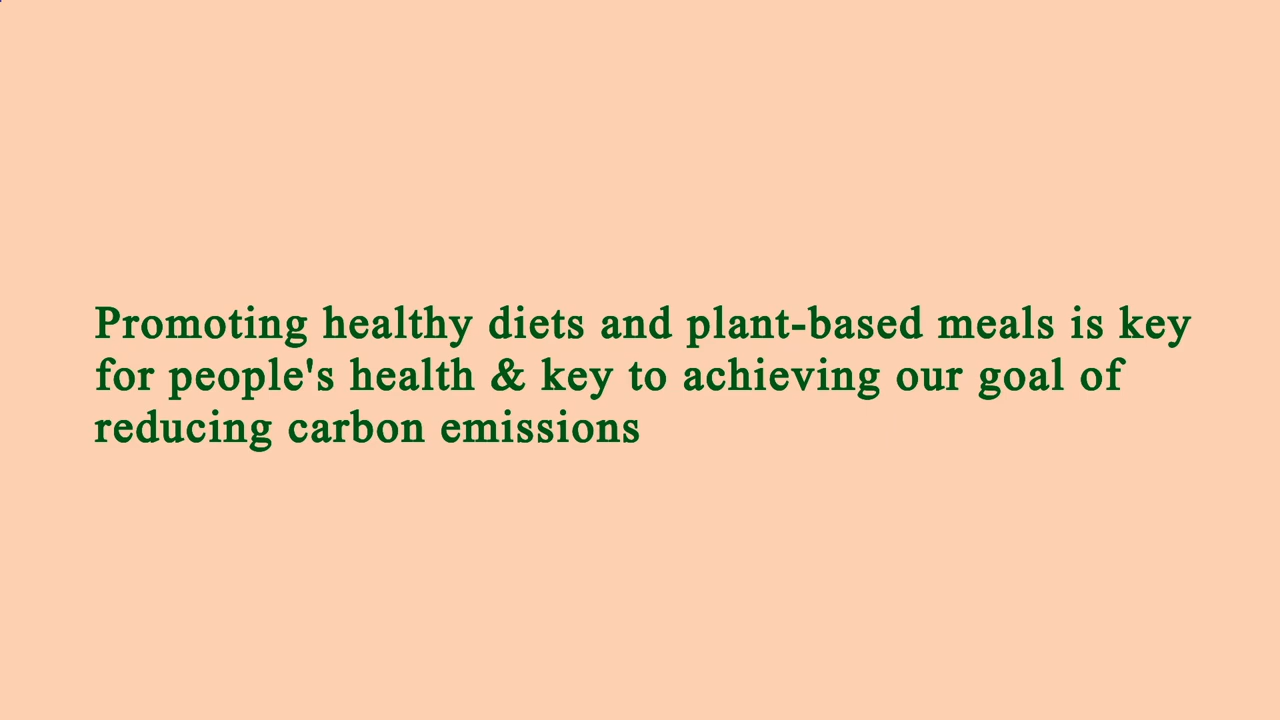 Promoting healthy diets and plant-based meals is key
for people's health & key to achieving our goal of
reducing carbon emissions